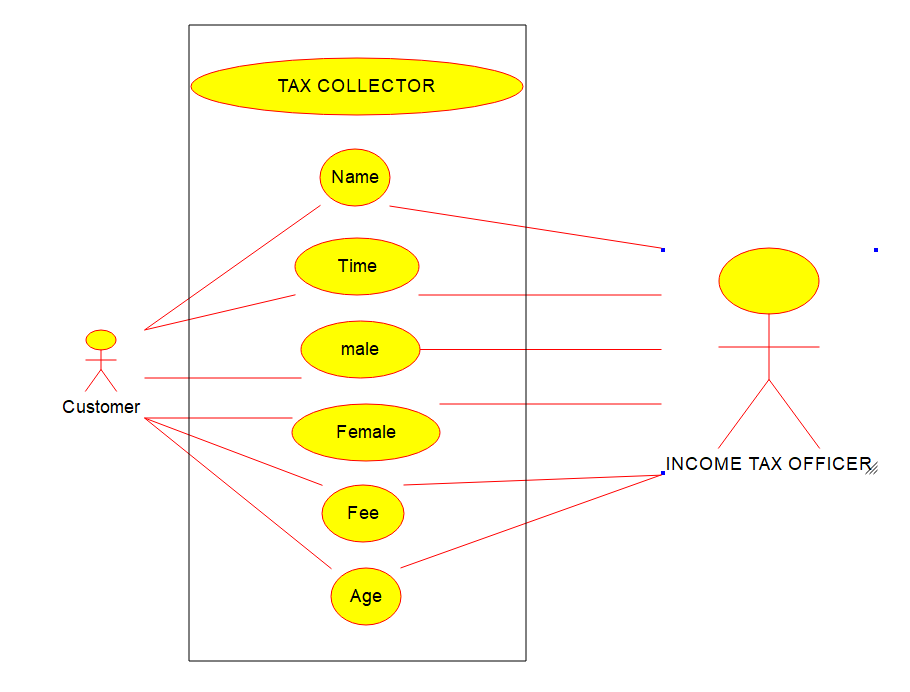 TAX COLLECTOR
Name
Time
male
Female
Fee
Age
Customer
INCOME TAX OFFICER